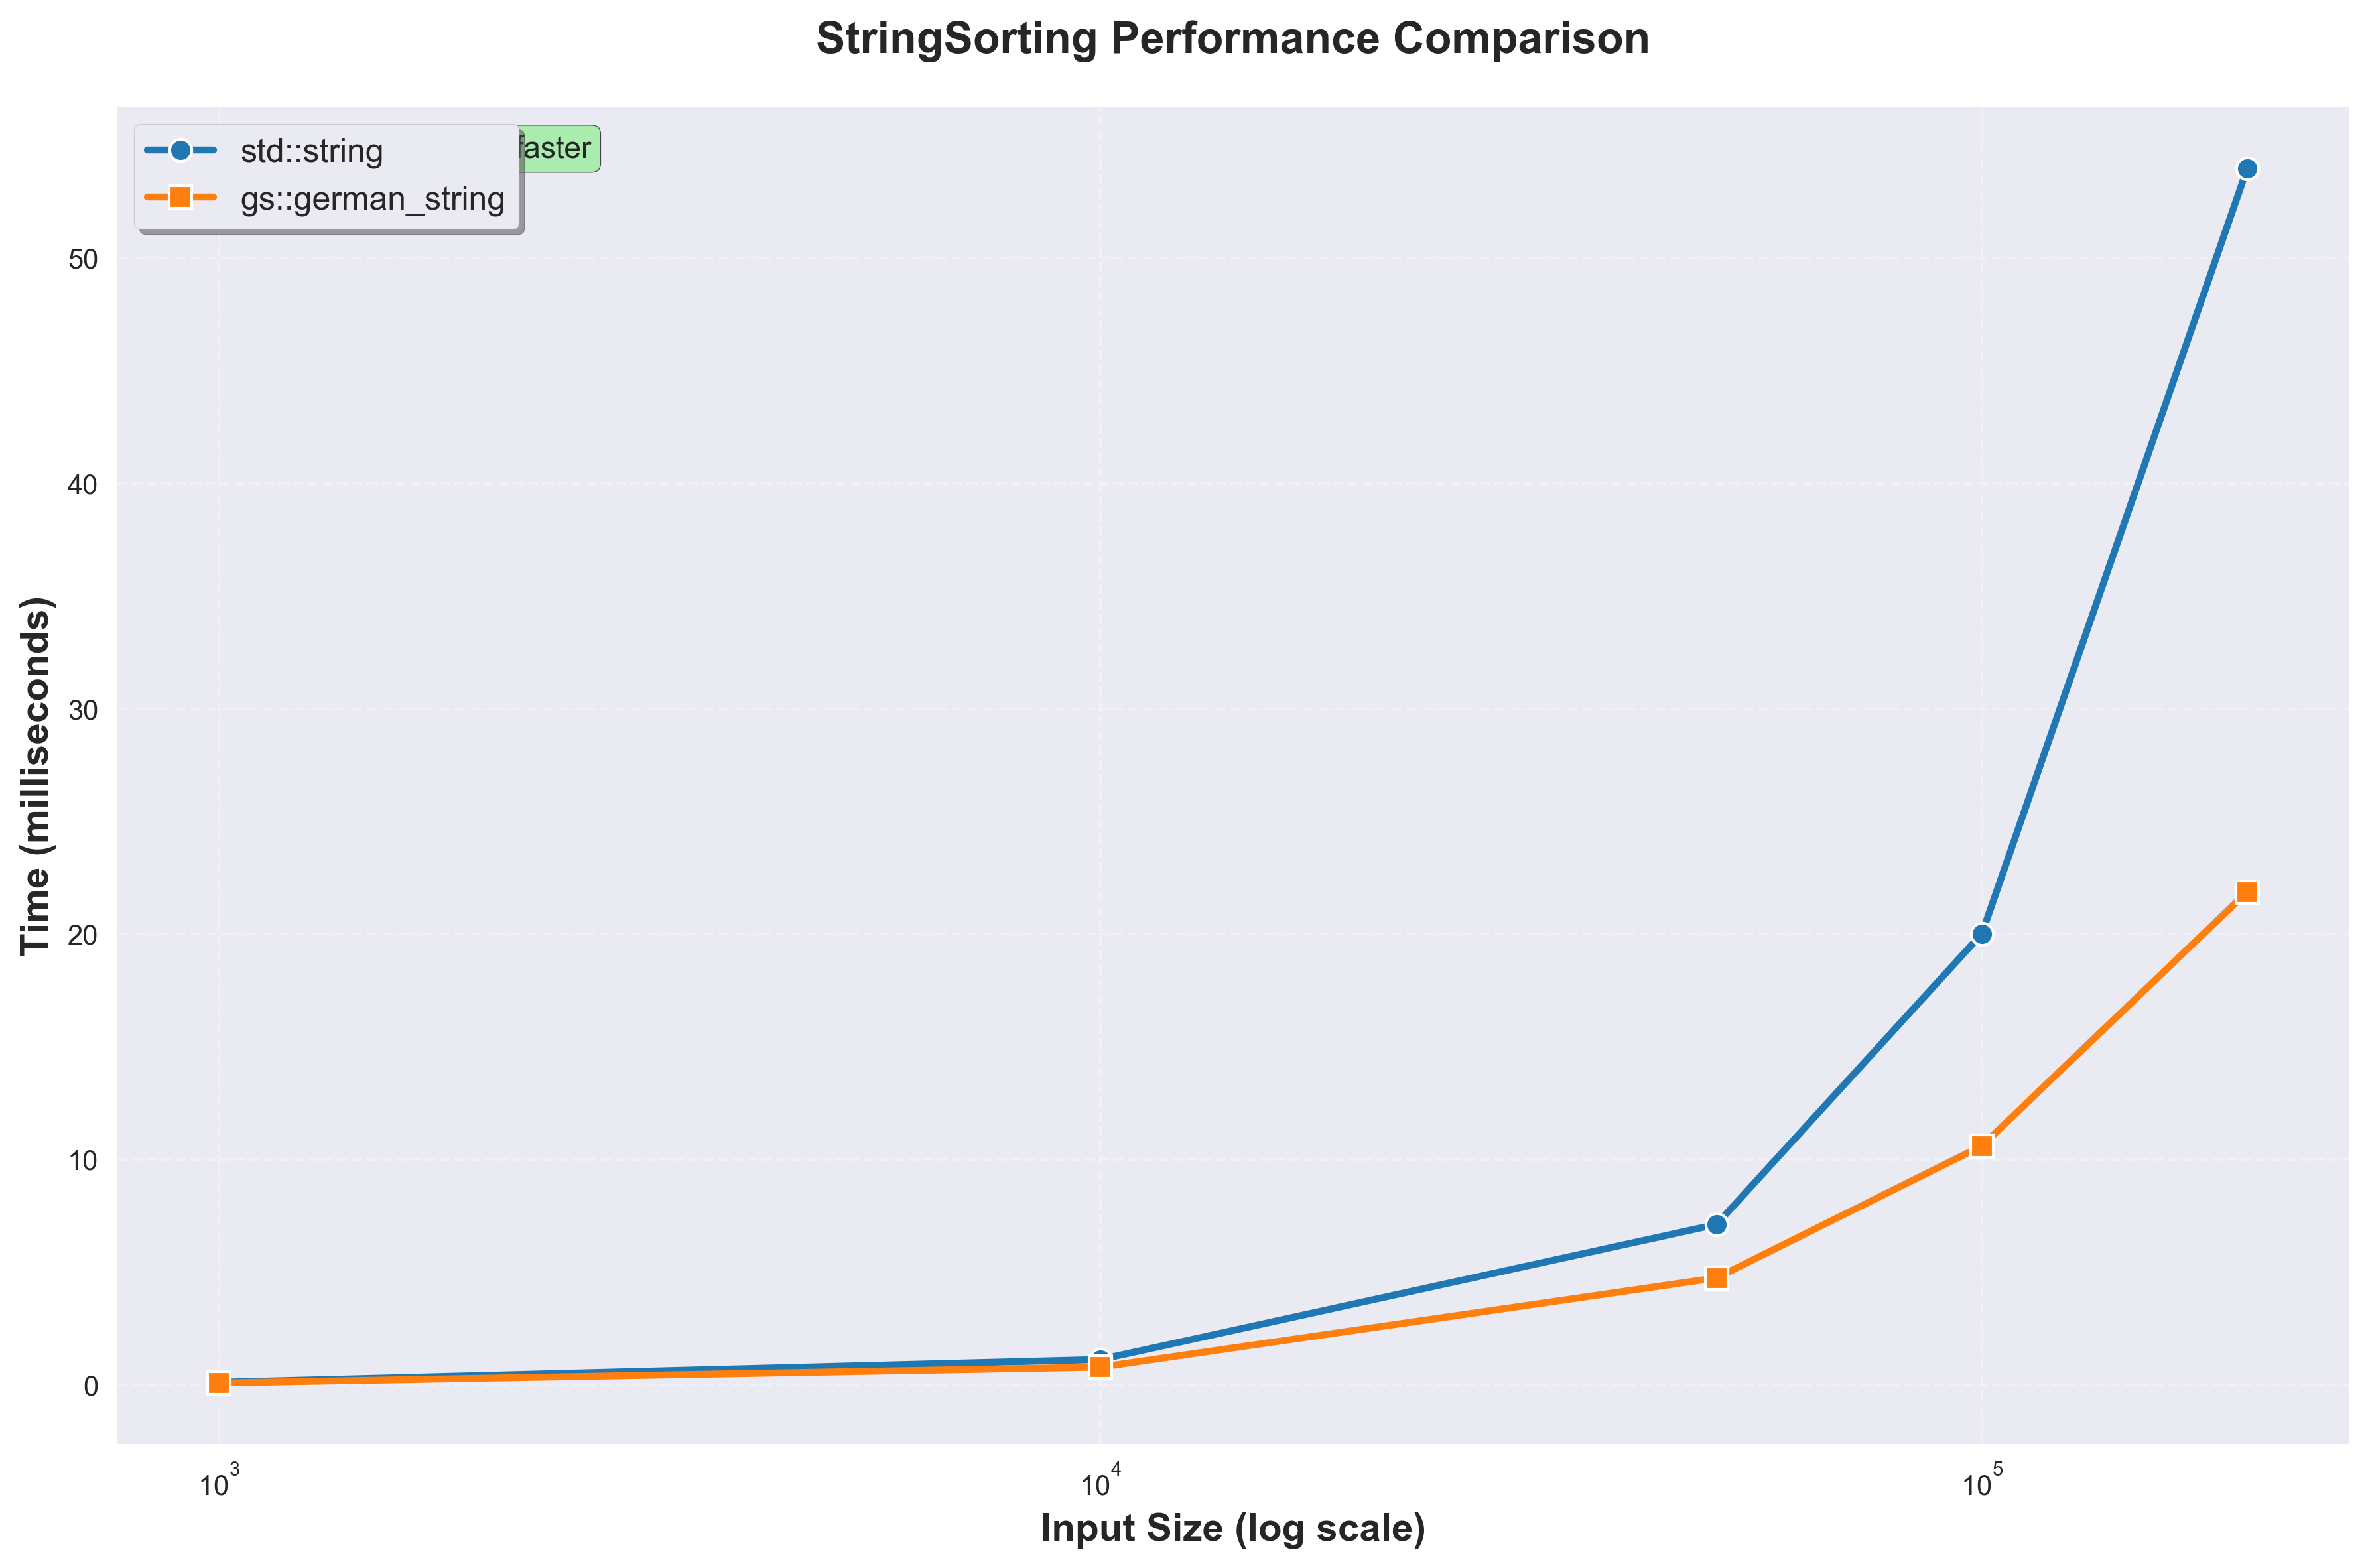 StringSorting Performance Comparison
std::string
faster
gs::german_string
50
40
30
20
10
0
Time (milliseconds)
10³
10⁴
10⁵
Input Size (log scale)